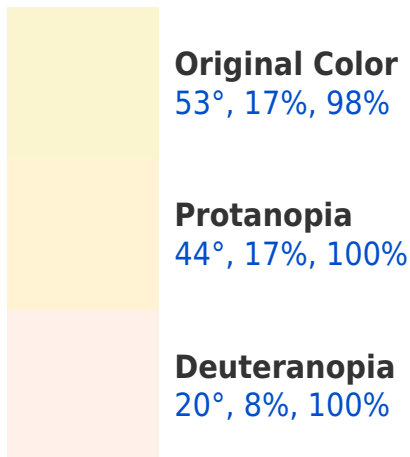 Original Color
53°, 17%, 98%
Protanopia
44°, 17%, 100%
Deuteranopia
20°, 8%, 100%